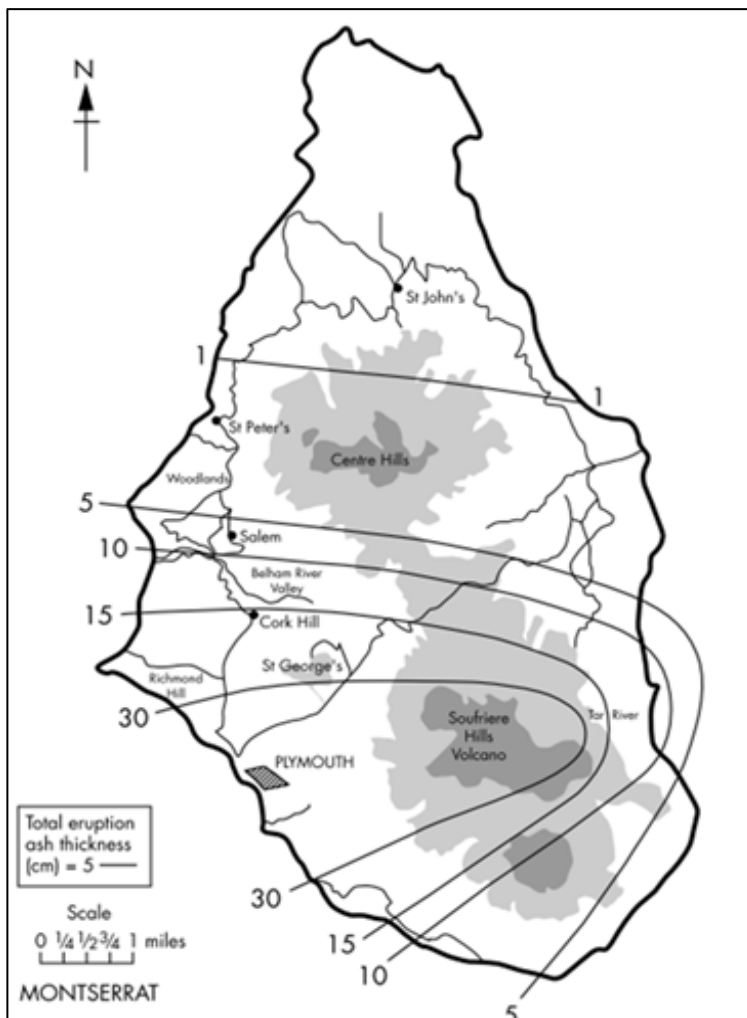 N
St John's
1
1
St Peter's
Centre Hills
Woodlands
5
Salem
10
Belham River
Valley
15
Cork Hill
St George's
Richmond
Hill
30
Soufriere
Hills
Volcano
Tar River
PLYMOUTH
Total eruption
ash thickness
(cm) = 5
30
15
10
5
Scale
0 1/4 1/2 3/4 1 miles
MONTSERRAT